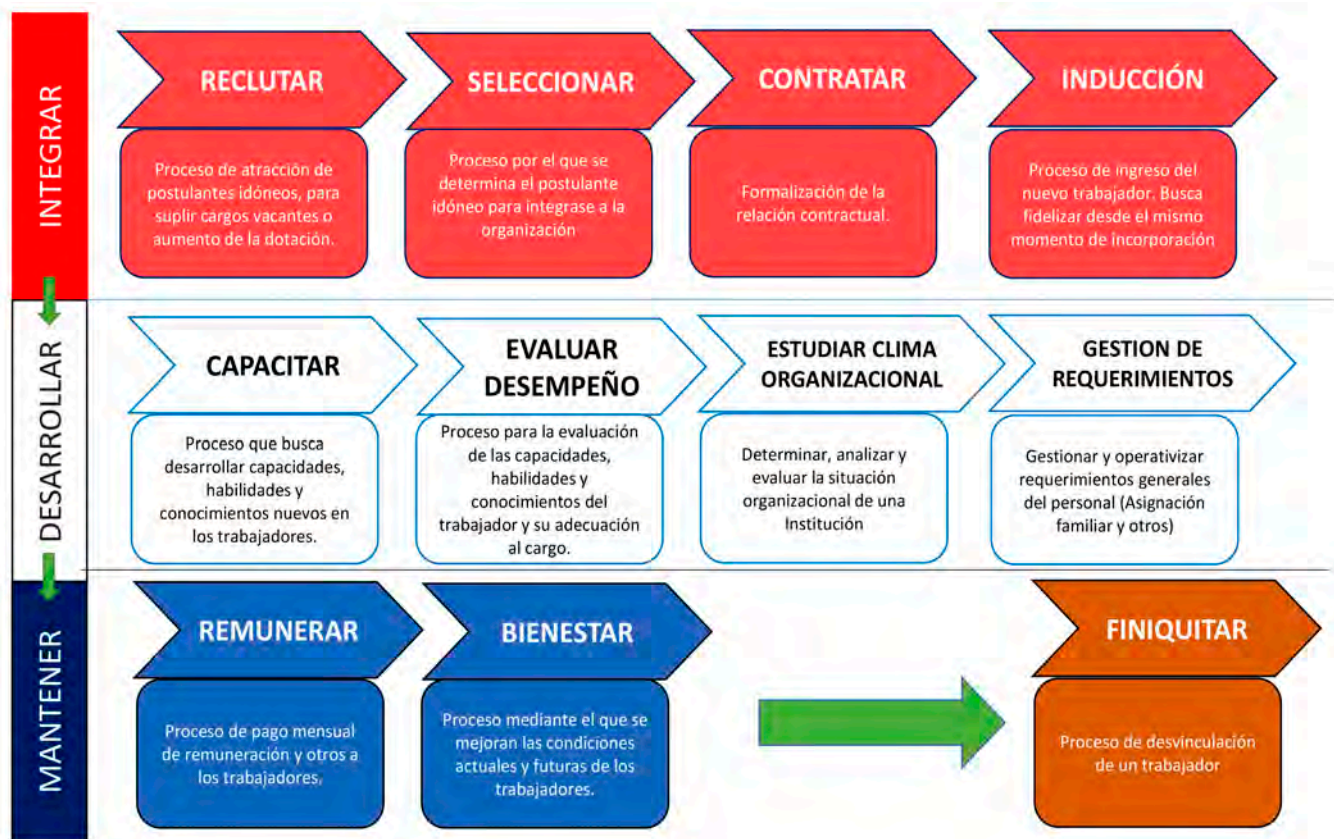 INTEGRAR
RECLUTAR
Proceso de atracción de
postulantes idóneos, para
suplir cargos vacantes o
aumento de la dotación.
SELECCIONAR
Proceso por el que se
determina el postulante
idóneo para integrase a la
organización
CONTRATAR
Formalización de la
relación contractual.
INDUCCIÓN
Proceso de ingreso del
nuevo trabajador. Busca
fidelizar desde el mismo
momento de incorporación
DESARROLLAR
CAPACITAR
Proceso que busca
desarrollar capacidades,
habilidades y
conocimientos nuevos en
los trabajadores.
EVALUAR
DESEMPEÑO
Proceso para la evaluación
de las capacidades,
habilidades y
conocimientos del
trabajador y su adecuación
al cargo.
ESTUDIAR CLIMA
ORGANIZACIONAL
Determinar, analizar y
evaluar la situación
organizacional de una
Institución
GESTION DE
REQUERIMIENTOS
Gestionar y operativizar
requerimientos generales
del personal (Asignación
familiar y otros)
MANTENER
REMUNERAR
Proceso de pago mensual
de remuneración y otros a
los trabajadores.
BIENESTAR
Proceso mediante el que se
mejoran las condiciones
actuales y futuras de los
trabajadores.
FINIQUITAR
Proceso de desvinculación
de un trabajador